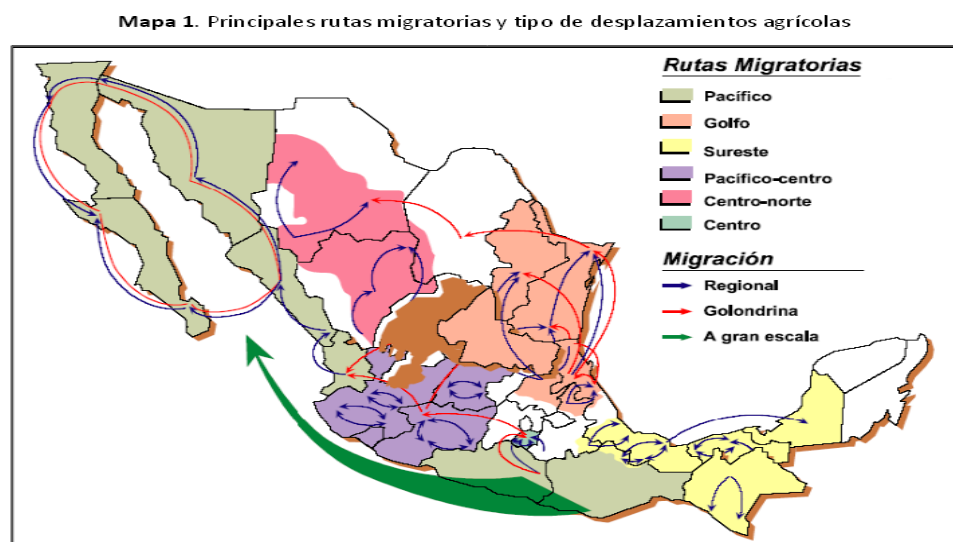 Mapa 1. Principales rutas migratorias y tipo de desplazamientos agrícolas
Rutas Migratorias
Pacífico
Golfo
Sureste
Pacífico-centro
Centro-norte
Centro
Migración
Regional
Golondrina
A gran escala